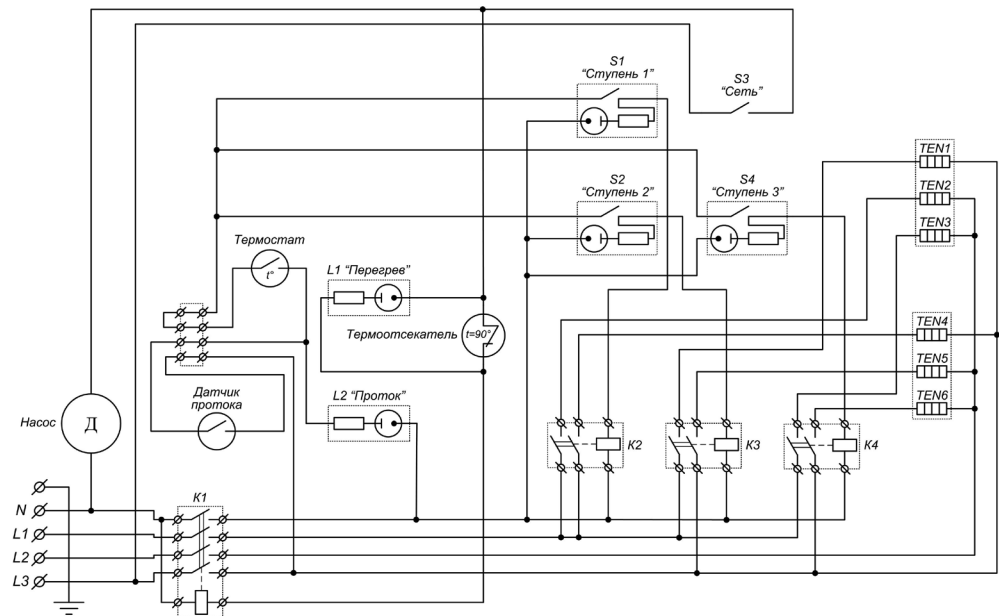 S1
“Ступень 1”
S3
“Сеть”
TEN1
TEN2
TEN3
S2
“Ступень 2”
S4
“Ступень 3”
Термостат
t°
L1 “Перегрев”
Термоотсекатель
t=90°
TEN4
TEN5
TEN6
Датчик
протока
L2 “Проток”
Насос
Д
K2
K3
K4
K1
N
L1
L2
L3